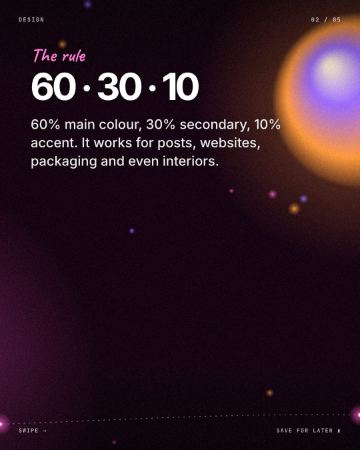 DESIGN
02 / 05
The rule
60 · 30 · 10
60% main colour, 30% secondary, 10%
accent. It works for posts, websites,
packaging and even interiors.
SWIPE →
SAVE FOR LATER